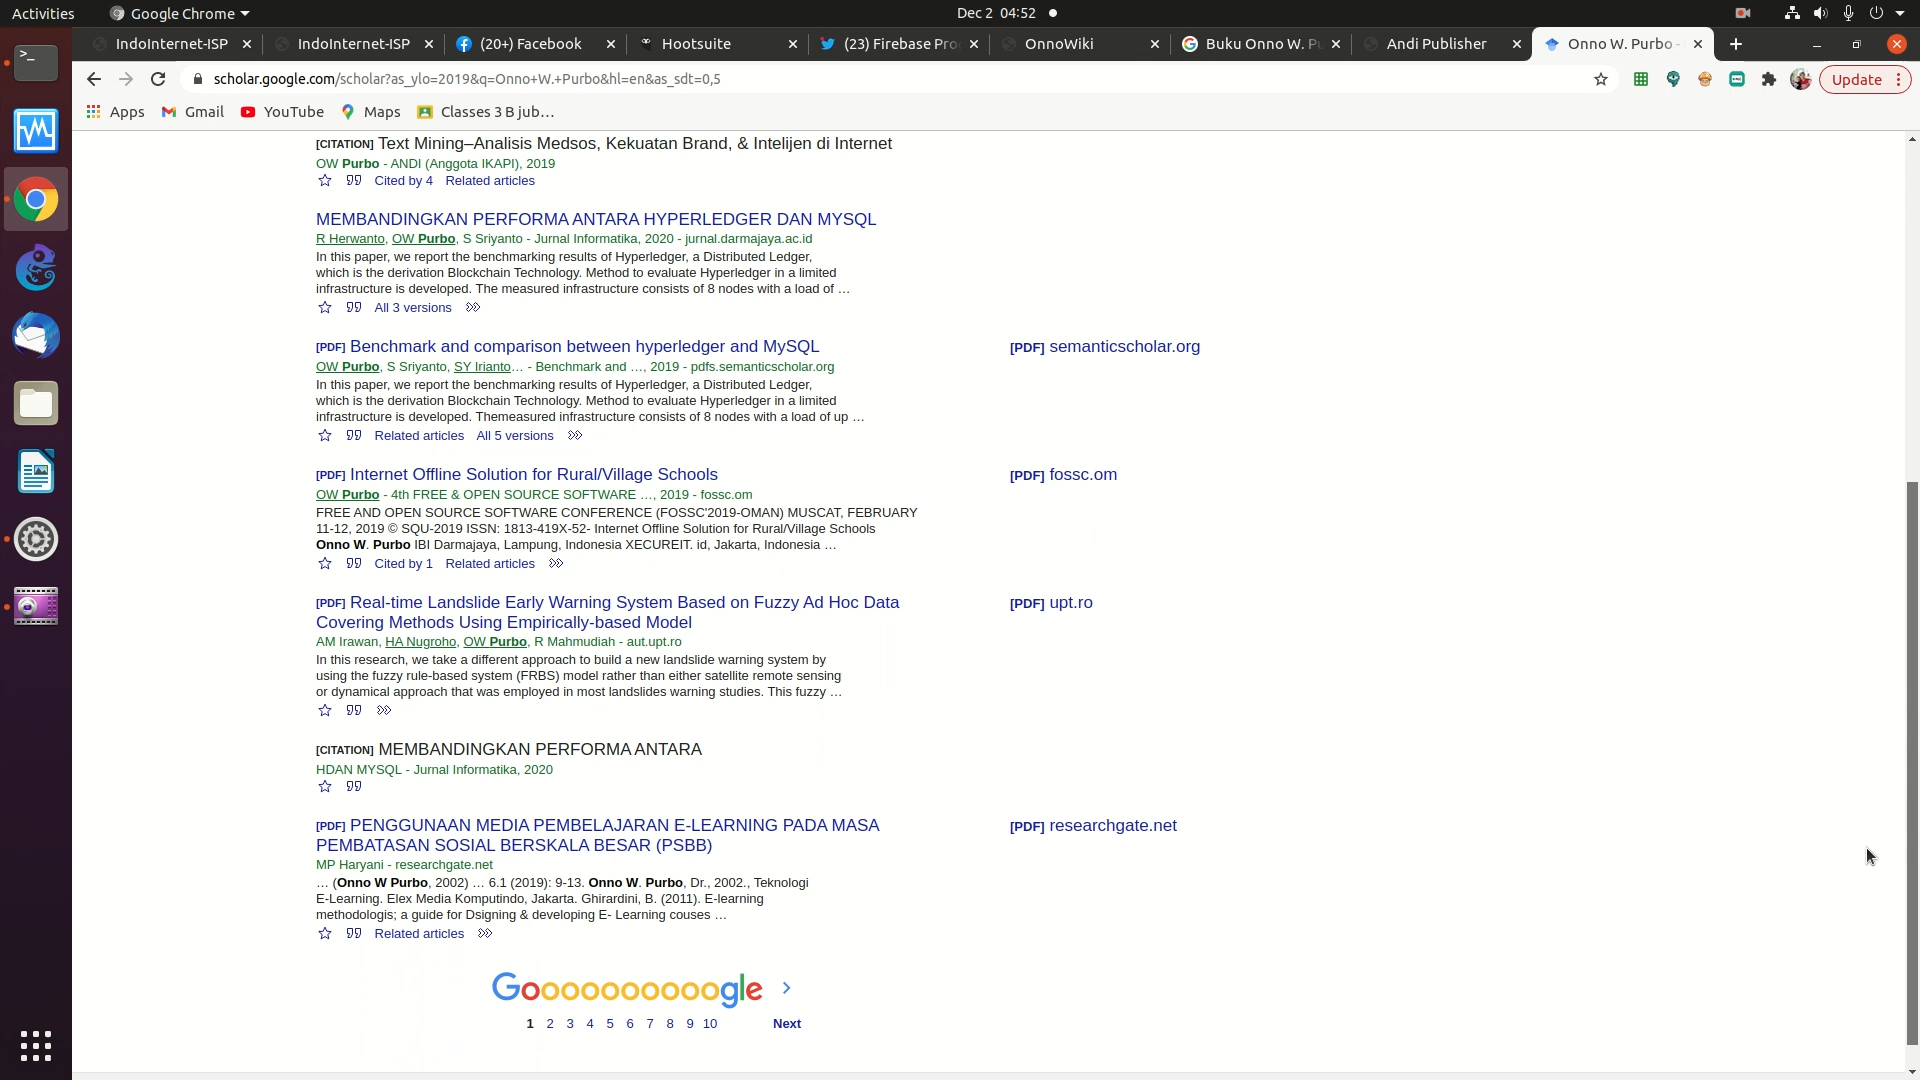 Activities Google Chrome Dec 2 04:52
IndoInternet-ISP IndoInternet-ISP (20+) Facebook Hootsuite (23) Firebase Pro OnnoWiki Buku Onno W. Pu Andi Publisher Onno W. Purbo -
scholar.google.com/scholar?as_ylo=2019&q=Onno+W.+Purbo&hl=en&as_sdt=0,5 Update
Apps Gmail YouTube Maps Classes 3 B jub…
[CITATION] Text Mining–Analisis Medsos, Kekuatan Brand, & Intelijen di Internet
OW Purbo - ANDI (Anggota IKAPI), 2019
Cited by 4 Related articles
MEMBANDINGKAN PERFORMA ANTARA HYPERLEDGER DAN MYSQL
R Herwanto, OW Purbo, S Sriyanto - Jurnal Informatika, 2020 - jurnal.darmajaya.ac.id
In this paper, we report the benchmarking results of Hyperledger, a Distributed Ledger,
which is the derivation Blockchain Technology. Method to evaluate Hyperledger in a limited
infrastructure is developed. The measured infrastructure consists of 8 nodes with a load of …
All 3 versions
[PDF] Benchmark and comparison between hyperledger and MySQL [PDF] semanticscholar.org
OW Purbo, S Sriyanto, SY Irianto… - Benchmark and …, 2019 - pdfs.semanticscholar.org
In this paper, we report the benchmarking results of Hyperledger, a Distributed Ledger,
which is the derivation Blockchain Technology. Method to evaluate Hyperledger in a limited
infrastructure is developed. Themeasured infrastructure consists of 8 nodes with a load of up …
Related articles All 5 versions
[PDF] Internet Offline Solution for Rural/Village Schools [PDF] fossc.om
OW Purbo - 4th FREE & OPEN SOURCE SOFTWARE …, 2019 - fossc.om
FREE AND OPEN SOURCE SOFTWARE CONFERENCE (FOSSC'2019-OMAN) MUSCAT, FEBRUARY
11-12, 2019 © SQU-2019 ISSN: 1813-419X-52- Internet Offline Solution for Rural/Village Schools
Onno W. Purbo IBI Darmajaya, Lampung, Indonesia XECUREIT. id, Jakarta, Indonesia …
Cited by 1 Related articles
[PDF] Real-time Landslide Early Warning System Based on Fuzzy Ad Hoc Data [PDF] upt.ro
Covering Methods Using Empirically-based Model
AM Irawan, HA Nugroho, OW Purbo, R Mahmudiah - aut.upt.ro
In this research, we take a different approach to build a new landslide warning system by
using the fuzzy rule-based system (FRBS) model rather than either satellite remote sensing
or dynamical approach that was employed in most landslides warning studies. This fuzzy …
[CITATION] MEMBANDINGKAN PERFORMA ANTARA
HDAN MYSQL - Jurnal Informatika, 2020
[PDF] PENGGUNAAN MEDIA PEMBELAJARAN E-LEARNING PADA MASA [PDF] researchgate.net
PEMBATASAN SOSIAL BERSKALA BESAR (PSBB)
MP Haryani - researchgate.net
… (Onno W Purbo, 2002) … 6.1 (2019): 9-13. Onno W. Purbo, Dr., 2002., Teknologi
E-Learning. Elex Media Komputindo, Jakarta. Ghirardini, B. (2011). E-learning
methodologis; a guide for Dsigning & developing E- Learning couses …
Related articles
Goooooooooogle
1 2 3 4 5 6 7 8 9 10 Next